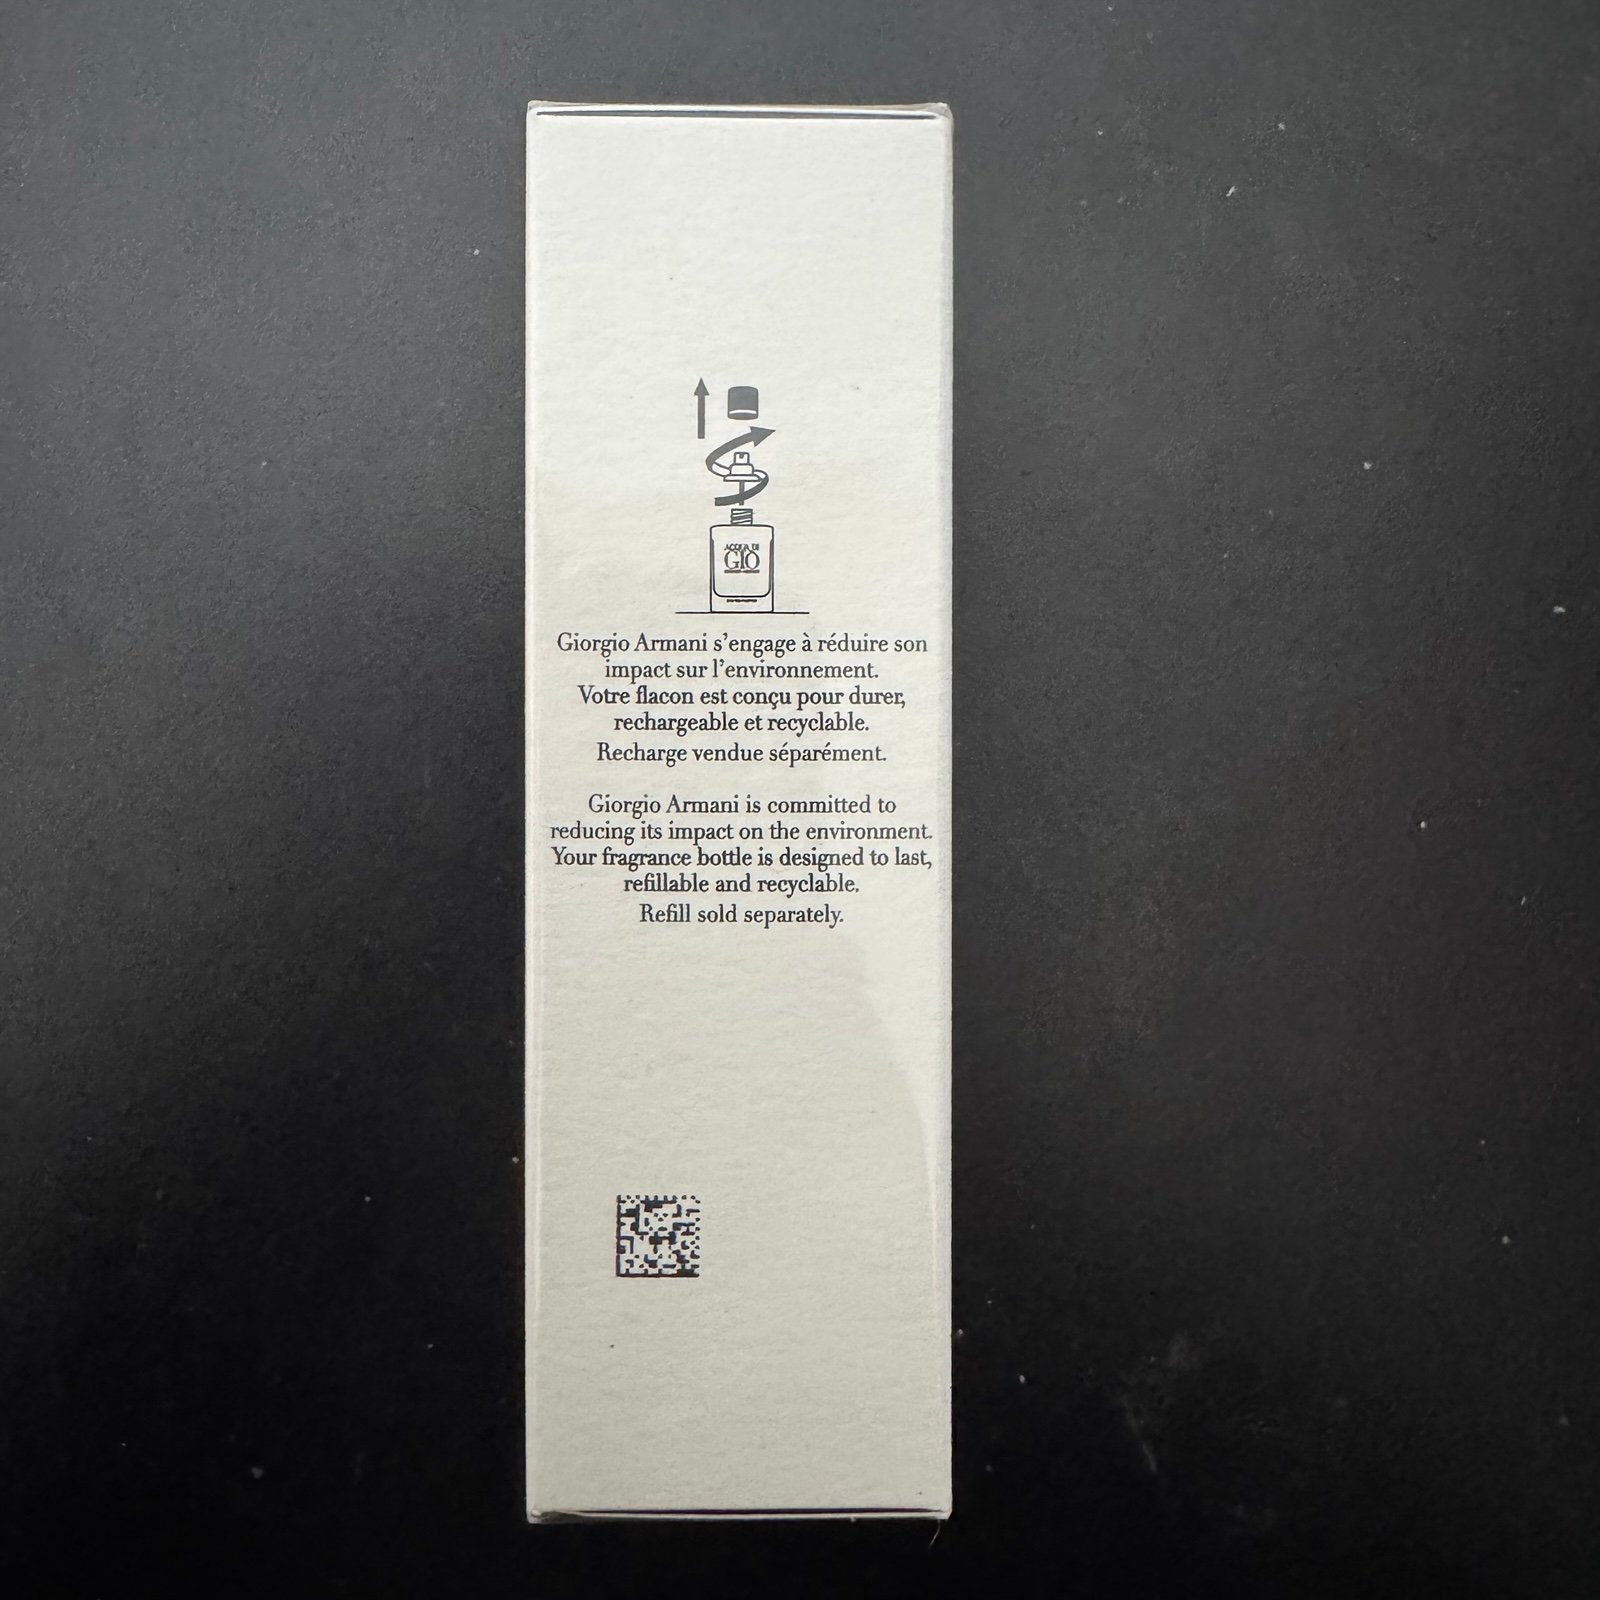 ACQUA DI
GIÒ
Giorgio Armani s'engage à réduire son
impact sur l'environnement.
Votre flacon est conçu pour durer,
rechargeable et recyclable.
Recharge vendue séparément.
Giorgio Armani is committed to
reducing its impact on the environment.
Your fragrance bottle is designed to last,
refillable and recyclable.
Refill sold separately.